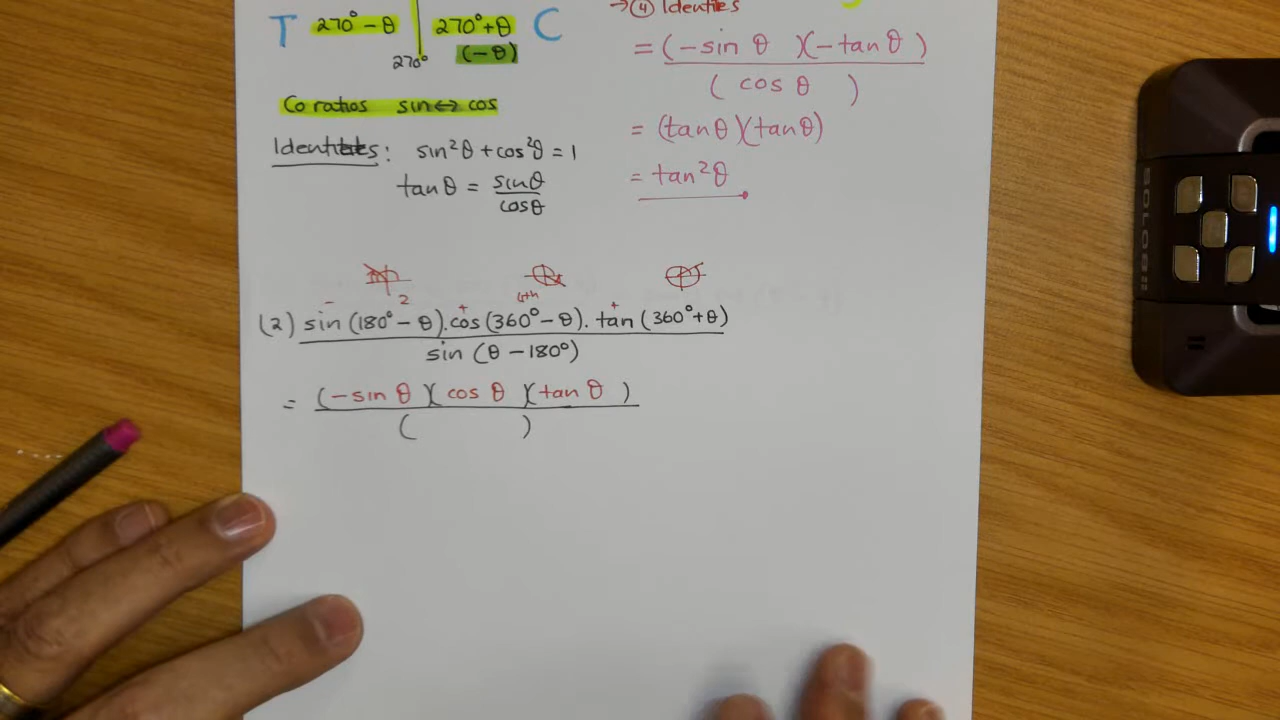 T 270° - θ | 270° + θ C
270° (-θ)
Co ratios sin ↔ cos
Identities: sin²θ + cos²θ = 1
tan θ = sinθ/cosθ
→ ④ Identities
= (- sin θ )(- tan θ )
( cos θ )
= (tan θ)(tan θ)
= tan²θ
- 2 + 4th +
(2) sin (180° - θ) . cos (360° - θ) . tan (360° + θ)
sin (θ - 180°)
= (- sin θ )( cos θ )( tan θ )
( )
SOLO8